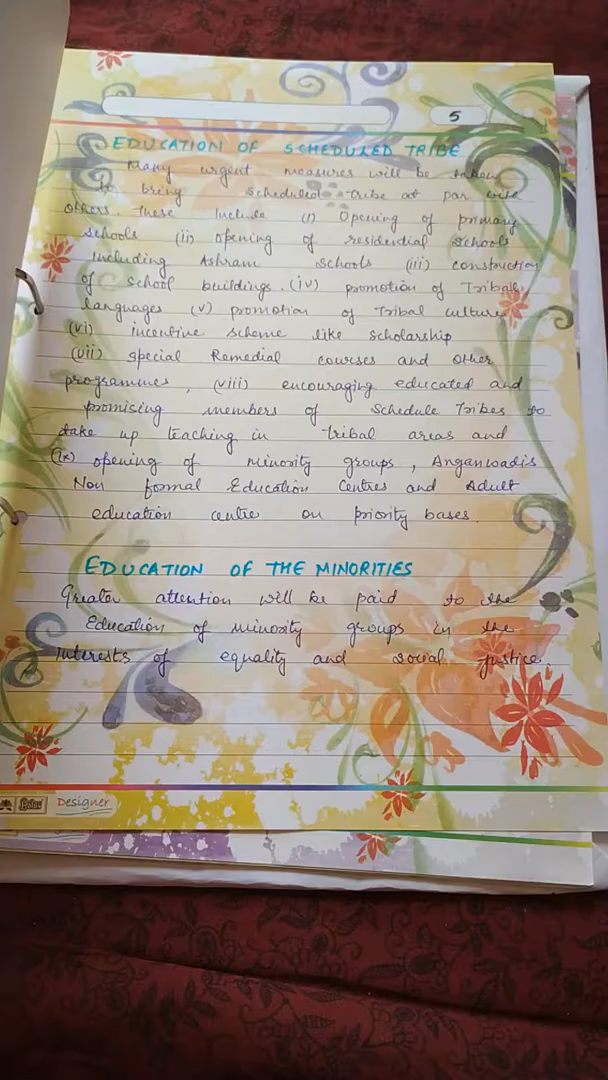 5
EDUCATION OF SCHEDULED TRIBE
Many urgent measures will be taken
to bring Scheduled tribe at par with
others. These Include (i) Opening of primary
schools (ii) opening of residential Schools
including Ashram Schools (iii) construction
of school buildings. (iv) promotion of Tribal
languages (v) promotion of Tribal culture
(vi) incentive scheme like scholarship
(vii) special Remedial courses and other
programmes, (viii) encouraging educated and
promising members of Schedule Tribes to
take up teaching in tribal areas and
(ix) opening of minority groups, Anganwadis
Non formal Education Centres and Adult
education centre on priority bases.
EDUCATION OF THE MINORITIES
Greater attention will be paid to the
Education of minority groups in the
interests of equality and social justice.
Designer